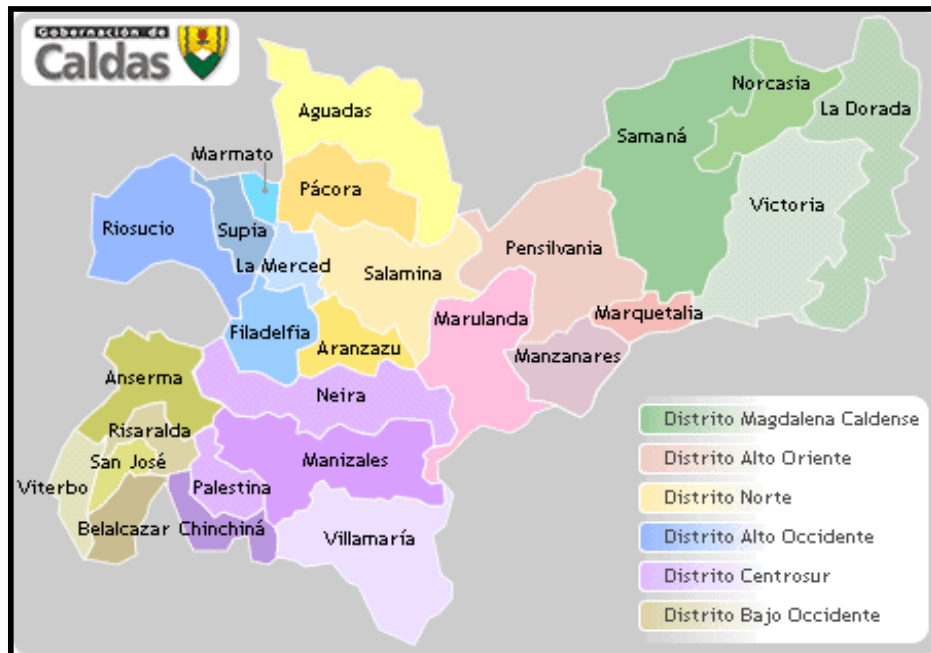 Gobernación de
Caldas
Norcasia
La Dorada
Aguadas
Samaná
Marmato
Pácora
Victoria
Riosucio
Supia
Pensilvania
La Merced
Salamina
Marquetalia
Filadelfia
Marulanda
Aranzazu
Manzanares
Anserma
Neira
Risaralda
San José
Manizales
Viterbo
Palestina
Belalcazar
Chinchiná
Villamaría
Distrito Magdalena Caldense
Distrito Alto Oriente
Distrito Norte
Distrito Alto Occidente
Distrito Centrosur
Distrito Bajo Occidente